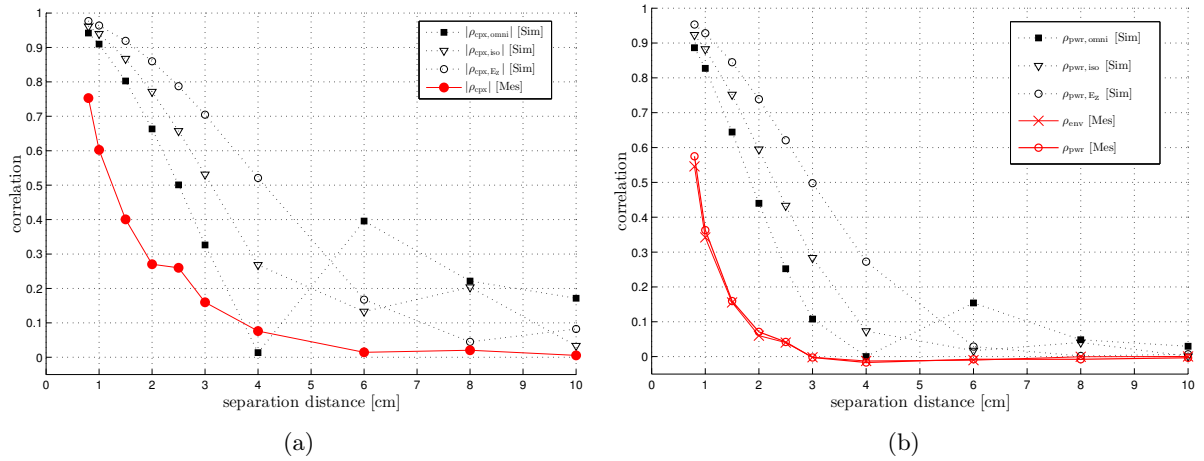 1
0.9
0.8
0.7
0.6
0.5
0.4
0.3
0.2
0.1
0
correlation
0 1 2 3 4 5 6 7 8 9 10
separation distance [cm]
|ρcpx,omni| [Sim]
|ρcpx,iso| [Sim]
|ρcpx,Ez| [Sim]
|ρcpx| [Mes]
(a)
1
0.9
0.8
0.7
0.6
0.5
0.4
0.3
0.2
0.1
0
correlation
0 1 2 3 4 5 6 7 8 9 10
separation distance [cm]
ρpwr,omni [Sim]
ρpwr,iso [Sim]
ρpwr,Ez [Sim]
ρenv [Mes]
ρpwr [Mes]
(b)